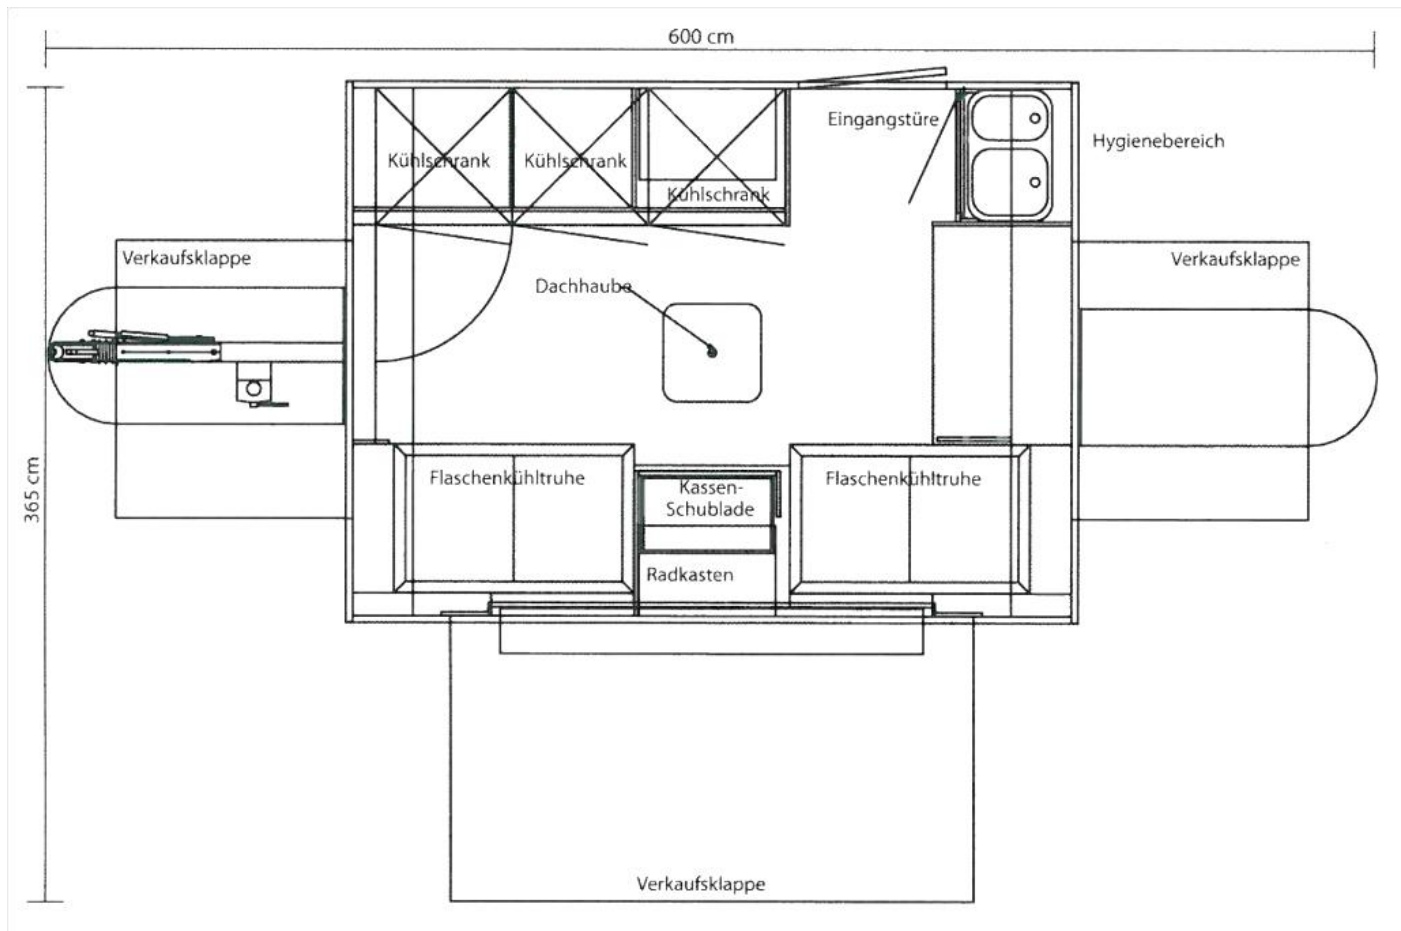 600 cm
Eingangstüre
Hygienebereich
Kühlschrank
Kühlschrank
Kühlschrank
Verkaufsklappe
Verkaufsklappe
Dachhaube
365 cm
Flaschenkühltruhe
Kassen-
Schublade
Flaschenkühltruhe
Radkasten
Verkaufsklappe